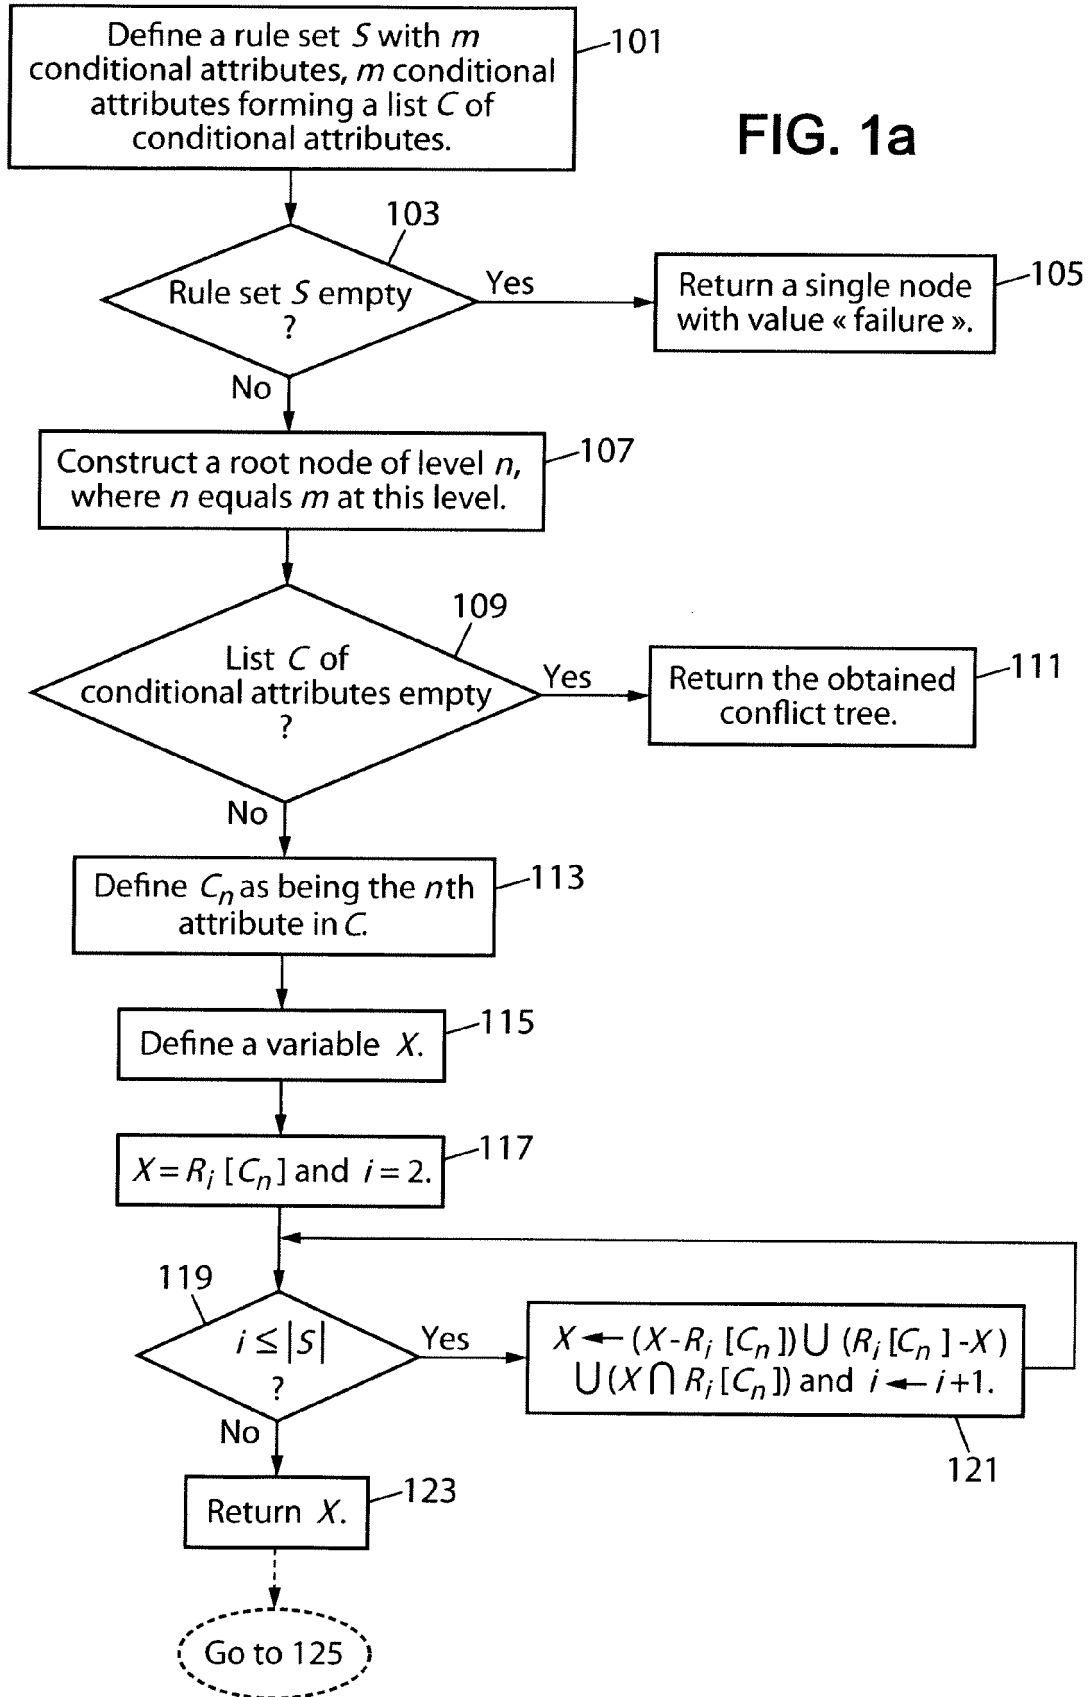 Define a rule set S with m
conditional attributes, m conditional
attributes forming a list C of
conditional attributes.
101
FIG. 1a
103
Rule set S empty
?
Yes
Return a single node
with value « failure ».
105
No
Construct a root node of level n,
where n equals m at this level.
107
109
List C of
conditional attributes empty
?
Yes
Return the obtained
conflict tree.
111
No
Define Cn as being the nth
attribute in C.
113
Define a variable X.
115
X = Ri [Cn] and i = 2.
117
119
i ≤ |S|
?
Yes
X ← (X-Ri [Cn]) ∪ (Ri [Cn] -X)
∪ (X ∩ Ri [Cn]) and i ← i+1.
121
No
Return X.
123
Go to 125